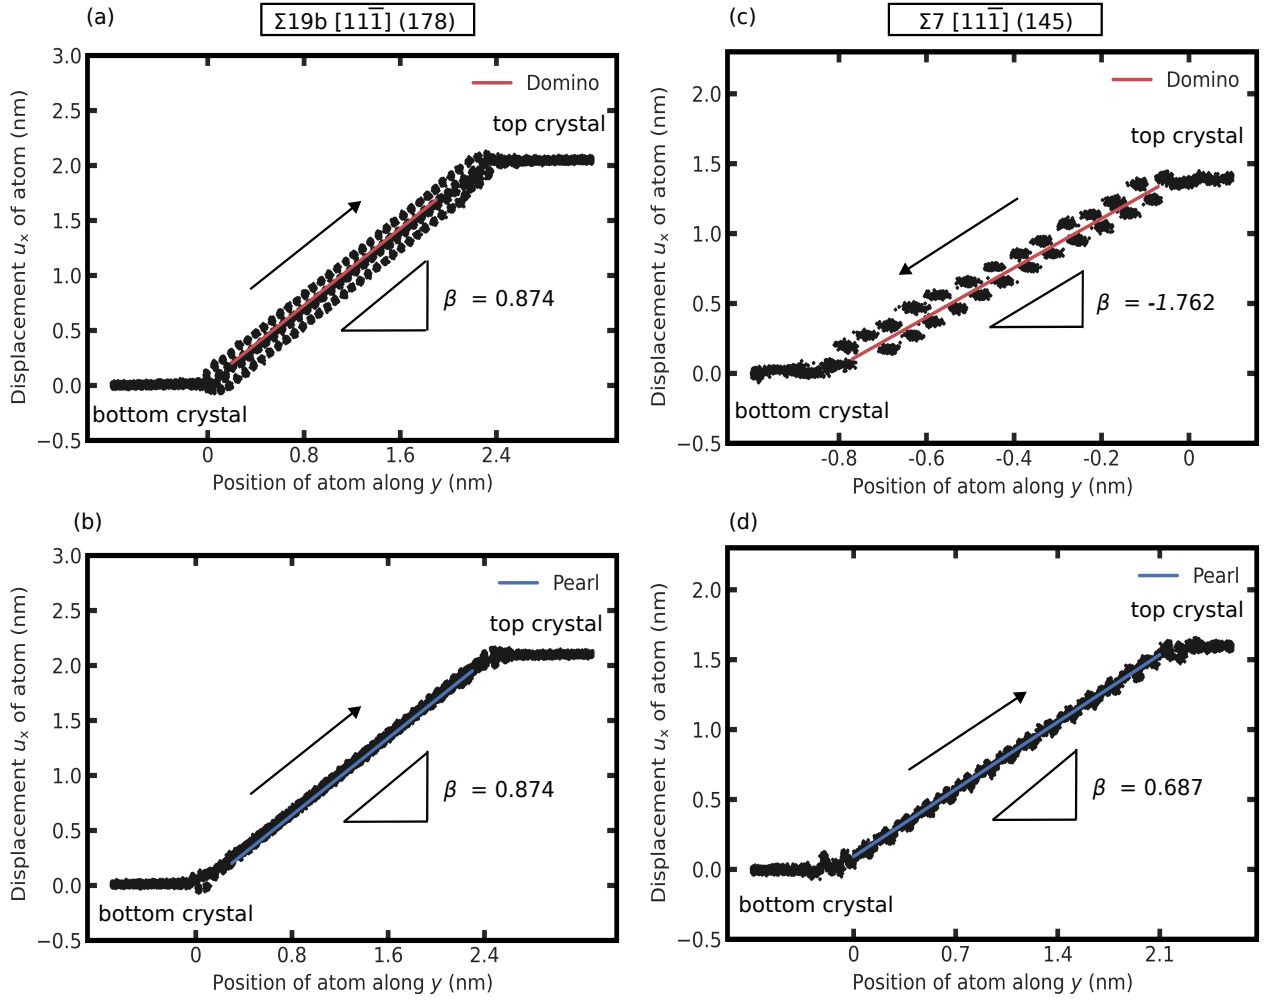 (a)
Σ19b [111̅] (178)
3.0
2.5
2.0
1.5
1.0
0.5
0.0
−0.5
Displacement uₓ of atom (nm)
Domino
top crystal
β = 0.874
bottom crystal
0 0.8 1.6 2.4
Position of atom along y (nm)
(c)
Σ7 [111̅] (145)
2.0
1.5
1.0
0.5
0.0
−0.5
Displacement uₓ of atom (nm)
Domino
top crystal
β = -1.762
bottom crystal
-0.8 -0.6 -0.4 -0.2 0
Position of atom along y (nm)
(b)
3.0
2.5
2.0
1.5
1.0
0.5
0.0
−0.5
Displacement uₓ of atom (nm)
Pearl
top crystal
β = 0.874
bottom crystal
0 0.8 1.6 2.4
Position of atom along y (nm)
(d)
2.0
1.5
1.0
0.5
0.0
−0.5
Displacement uₓ of atom (nm)
Pearl
top crystal
β = 0.687
bottom crystal
0 0.7 1.4 2.1
Position of atom along y (nm)